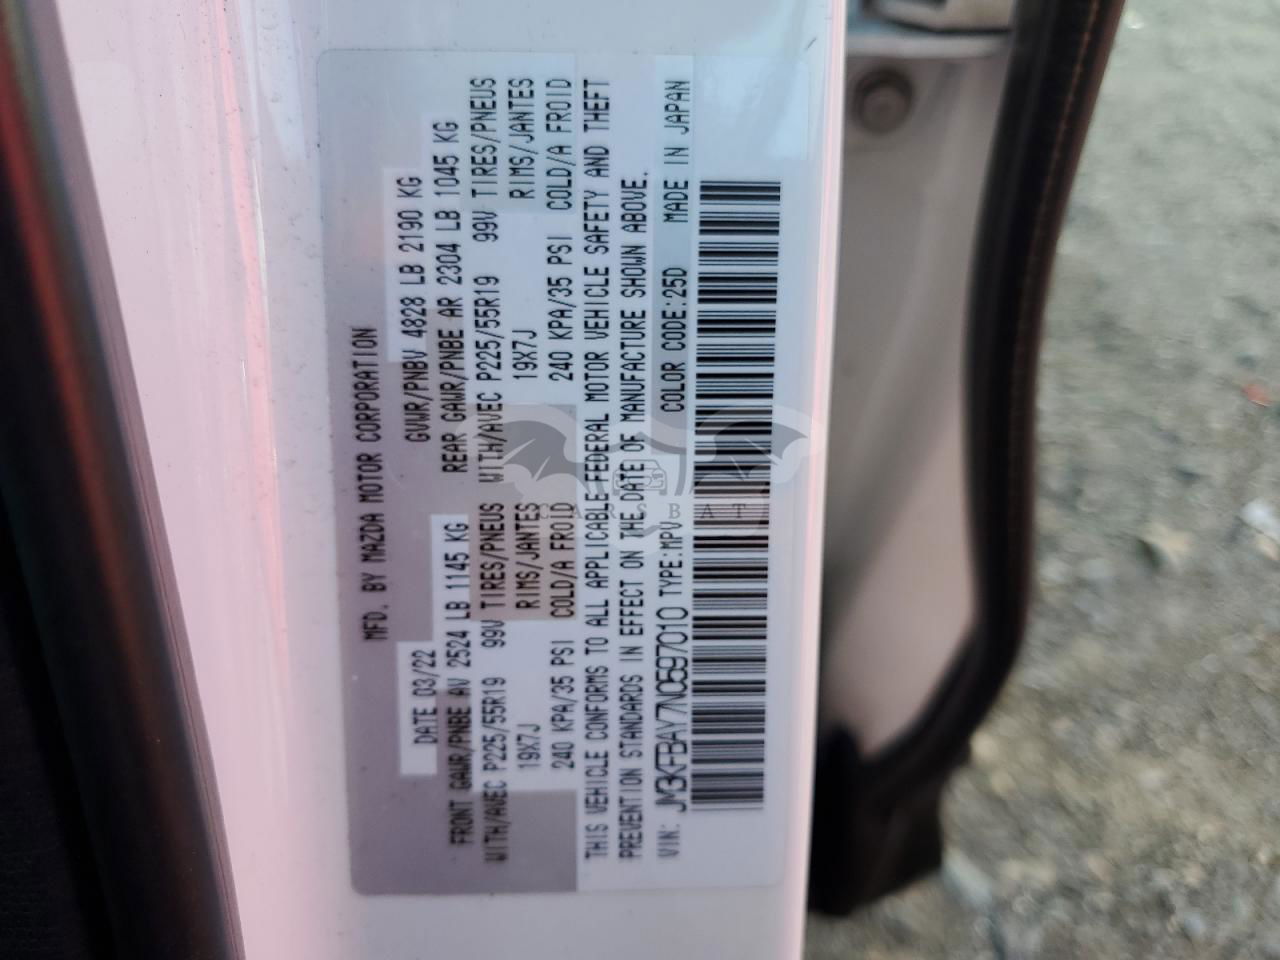 MFD. BY MAZDA MOTOR CORPORATION
DATE 03/22 GVWR/PNBV 4828 LB 2190 KG
FRONT GAWR/PNBE AV 2524 LB 1145 KG REAR GAWR/PNBE AR 2304 LB 1045 KG
WITH/AVEC P225/55R19 99V TIRES/PNEUS WITH/AVEC P225/55R19 99V TIRES/PNEUS
19X7J RIMS/JANTES 19X7J RIMS/JANTES
240 KPA/35 PSI COLD/A FROID 240 KPA/35 PSI COLD/A FROID
THIS VEHICLE CONFORMS TO ALL APPLICABLE FEDERAL MOTOR VEHICLE SAFETY AND THEFT
PREVENTION STANDARDS IN EFFECT ON THE DATE OF MANUFACTURE SHOWN ABOVE.
VIN: JM3KFBAY7N0597010 TYPE:MPV COLOR CODE:25D MADE IN JAPAN
CARSBAT